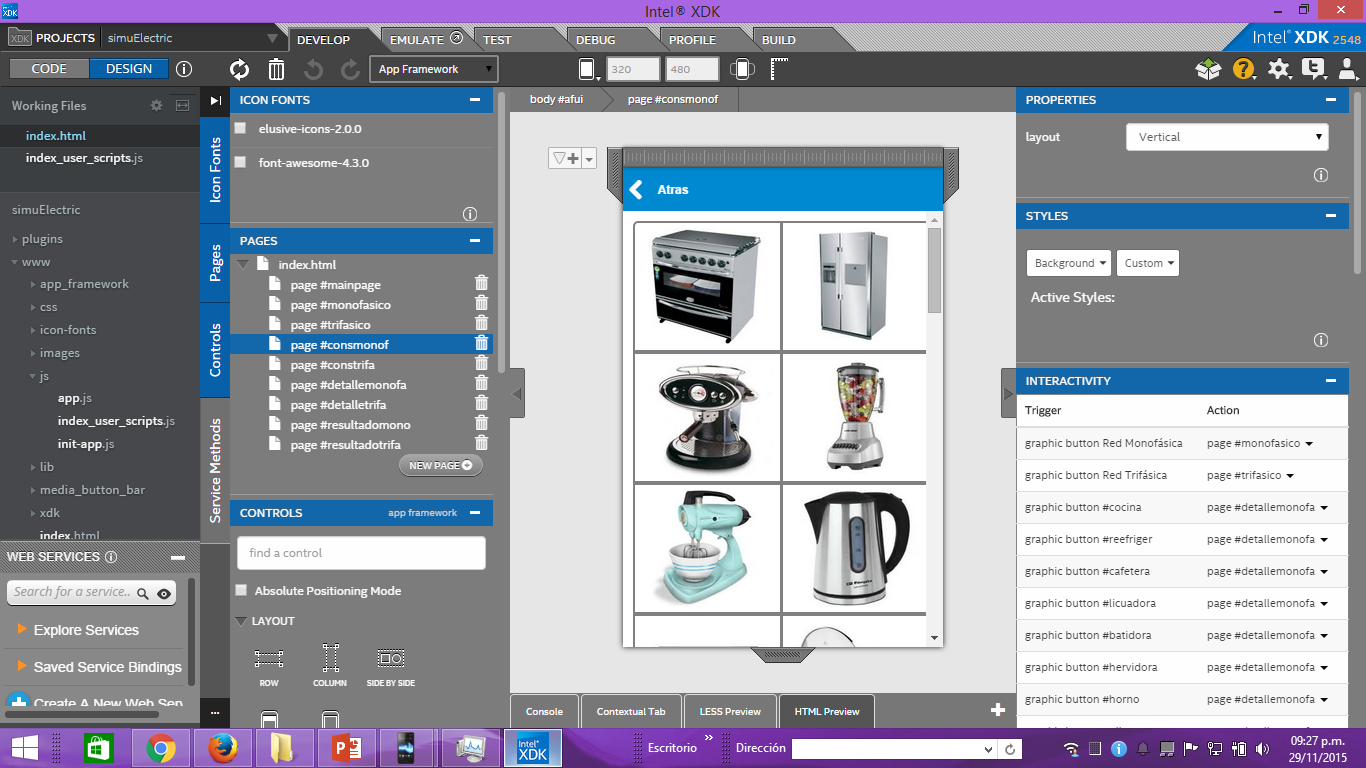 Intel® XDK
XDK PROJECTS simuElectric
DEVELOP EMULATE TEST DEBUG PROFILE BUILD
Intel® XDK 2548
CODE DESIGN
App Framework
320 480
Working Files
index.html
index_user_scripts.js
simuElectric
plugins
www
app_framework
css
icon-fonts
images
js
app.js
index_user_scripts.js
init-app.js
lib
media_button_bar
xdk
index.html
WEB SERVICES
Search for a service..
Explore Services
Saved Service Bindings
Create A New Web Sep
Icon Fonts
Pages
Controls
Service Methods
...
ICON FONTS
elusive-icons-2.0.0
font-awesome-4.3.0
PAGES
index.html
page #mainpage
page #monofasico
page #trifasico
page #consmonof
page #constrifa
page #detallemonofa
page #detalletrifa
page #resultadomono
page #resultadotrifa
NEW PAGE
CONTROLS app framework
find a control
Absolute Positioning Mode
LAYOUT
ROW COLUMN SIDE BY SIDE
body #afui page #consmonof
Atras
Console Contextual Tab LESS Preview HTML Preview
PROPERTIES
layout Vertical
STYLES
Background Custom
Active Styles:
INTERACTIVITY
Trigger Action
graphic button Red Monofásica page #monofasico
graphic button Red Trifásica page #trifasico
graphic button #cocina page #detallemonofa
graphic button #reefriger page #detallemonofa
graphic button #cafetera page #detallemonofa
graphic button #licuadora page #detallemonofa
graphic button #batidora page #detallemonofa
graphic button #hervidora page #detallemonofa
graphic button #horno page #detallemonofa
Intel® XDK
Escritorio » Dirección
09:27 p.m.
29/11/2015